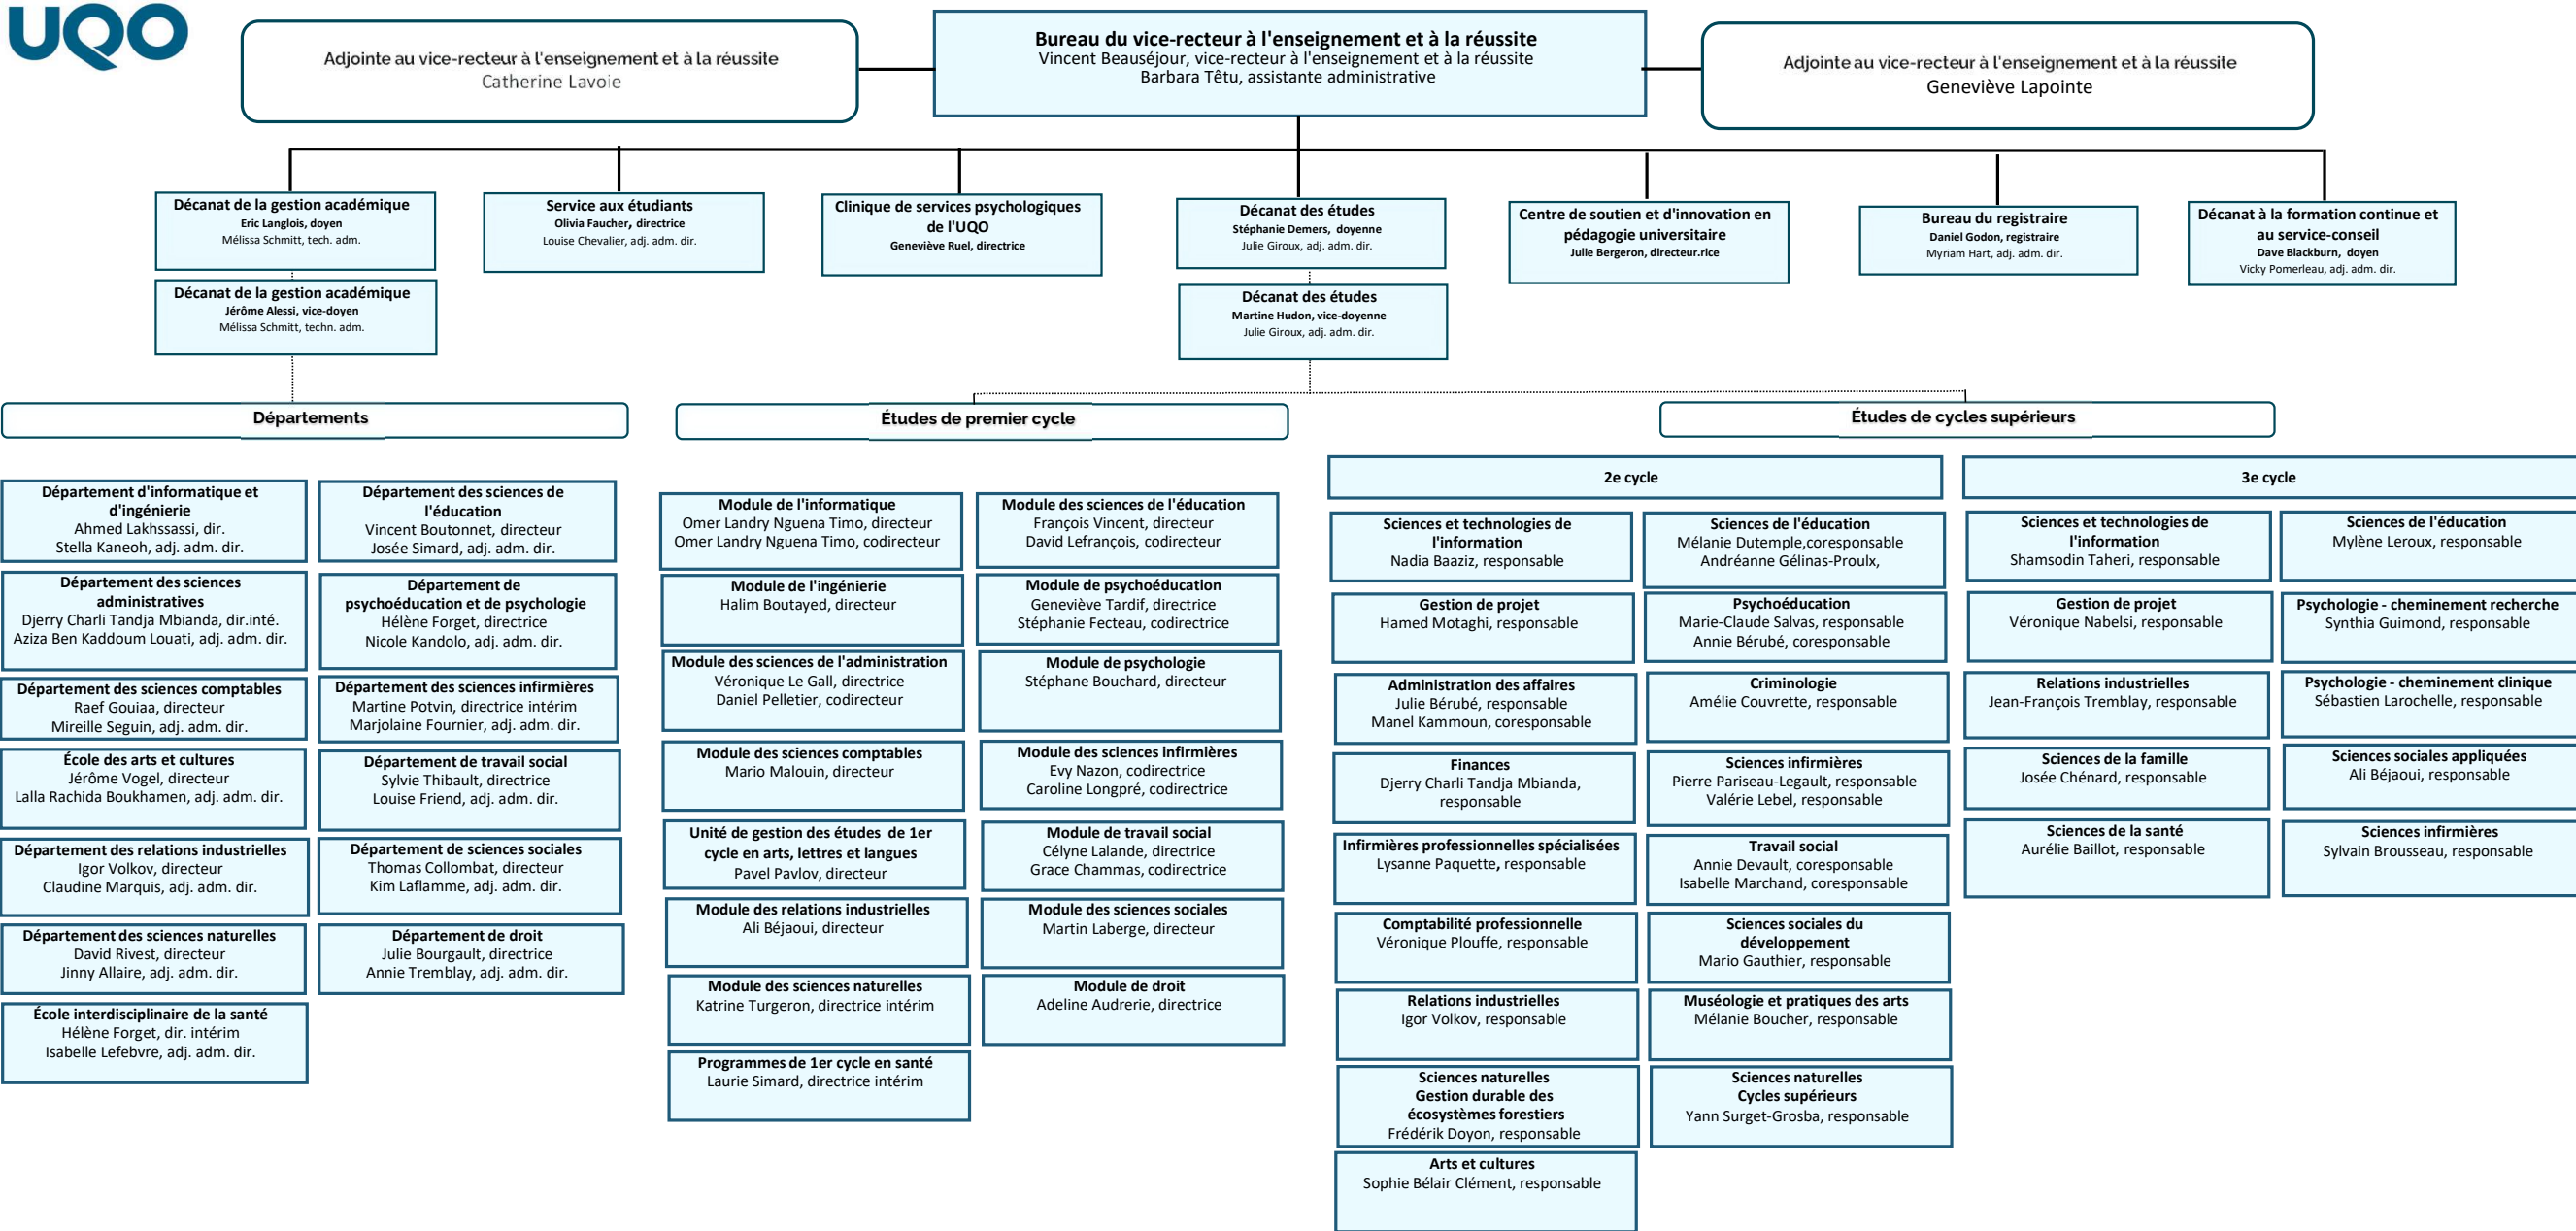 UQO
Adjointe au vice-recteur à l'enseignement et à la réussite
Catherine Lavoie
Bureau du vice-recteur à l'enseignement et à la réussite
Vincent Beauséjour, vice-recteur à l'enseignement et à la réussite
Barbara Têtu, assistante administrative
Adjointe au vice-recteur à l'enseignement et à la réussite
Geneviève Lapointe
Décanat de la gestion académique
Eric Langlois, doyen
Mélissa Schmitt, tech. adm.
Service aux étudiants
Olivia Faucher, directrice
Louise Chevalier, adj. adm. dir.
Clinique de services psychologiques
de l'UQO
Geneviève Ruel, directrice
Décanat des études
Stéphanie Demers, doyenne
Julie Giroux, adj. adm. dir.
Centre de soutien et d'innovation en
pédagogie universitaire
Julie Bergeron, directeur.rice
Bureau du registraire
Daniel Godon, registraire
Myriam Hart, adj. adm. dir.
Décanat à la formation continue et
au service-conseil
Dave Blackburn, doyen
Vicky Pomerleau, adj. adm. dir.
Décanat de la gestion académique
Jérôme Alessi, vice-doyen
Mélissa Schmitt, techn. adm.
Décanat des études
Martine Hudon, vice-doyenne
Julie Giroux, adj. adm. dir.
Départements
Département d'informatique et
d'ingénierie
Ahmed Lakhssassi, dir.
Stella Kaneoh, adj. adm. dir.
Département des sciences de
l'éducation
Vincent Boutonnet, directeur
Josée Simard, adj. adm. dir.
Département des sciences
administratives
Djerry Charli Tandja Mbianda, dir.inté.
Aziza Ben Kaddoum Louati, adj. adm. dir.
Département de
psychoéducation et de psychologie
Hélène Forget, directrice
Nicole Kandolo, adj. adm. dir.
Département des sciences comptables
Raef Gouiaa, directeur
Mireille Seguin, adj. adm. dir.
Département des sciences infirmières
Martine Potvin, directrice intérim
Marjolaine Fournier, adj. adm. dir.
École des arts et cultures
Jérôme Vogel, directeur
Lalla Rachida Boukhamen, adj. adm. dir.
Département de travail social
Sylvie Thibault, directrice
Louise Friend, adj. adm. dir.
Département des relations industrielles
Igor Volkov, directeur
Claudine Marquis, adj. adm. dir.
Département de sciences sociales
Thomas Collombat, directeur
Kim Laflamme, adj. adm. dir.
Département des sciences naturelles
David Rivest, directeur
Jinny Allaire, adj. adm. dir.
Département de droit
Julie Bourgault, directrice
Annie Tremblay, adj. adm. dir.
École interdisciplinaire de la santé
Hélène Forget, dir. intérim
Isabelle Lefebvre, adj. adm. dir.
Études de premier cycle
Module de l'informatique
Omer Landry Nguena Timo, directeur
Omer Landry Nguena Timo, codirecteur
Module des sciences de l'éducation
François Vincent, directeur
David Lefrançois, codirecteur
Module de l'ingénierie
Halim Boutayed, directeur
Module de psychoéducation
Geneviève Tardif, directrice
Stéphanie Fecteau, codirectrice
Module des sciences de l'administration
Véronique Le Gall, directrice
Daniel Pelletier, codirecteur
Module de psychologie
Stéphane Bouchard, directeur
Module des sciences comptables
Mario Malouin, directeur
Module des sciences infirmières
Evy Nazon, codirectrice
Caroline Longpré, codirectrice
Unité de gestion des études de 1er
cycle en arts, lettres et langues
Pavel Pavlov, directeur
Module de travail social
Célyne Lalande, directrice
Grace Chammas, codirectrice
Module des relations industrielles
Ali Béjaoui, directeur
Module des sciences sociales
Martin Laberge, directeur
Module des sciences naturelles
Katrine Turgeron, directrice intérim
Module de droit
Adeline Audrerie, directrice
Programmes de 1er cycle en santé
Laurie Simard, directrice intérim
Études de cycles supérieurs
2e cycle
Sciences et technologies de
l'information
Nadia Baaziz, responsable
Sciences de l'éducation
Mélanie Dutemple,coresponsable
Andréanne Gélinas-Proulx,
Gestion de projet
Hamed Motaghi, responsable
Psychoéducation
Marie-Claude Salvas, responsable
Annie Bérubé, coresponsable
Administration des affaires
Julie Bérubé, responsable
Manel Kammoun, coresponsable
Criminologie
Amélie Couvrette, responsable
Finances
Djerry Charli Tandja Mbianda,
responsable
Sciences infirmières
Pierre Pariseau-Legault, responsable
Valérie Lebel, responsable
Infirmières professionnelles spécialisées
Lysanne Paquette, responsable
Travail social
Annie Devault, coresponsable
Isabelle Marchand, coresponsable
Comptabilité professionnelle
Véronique Plouffe, responsable
Sciences sociales du
développement
Mario Gauthier, responsable
Relations industrielles
Igor Volkov, responsable
Muséologie et pratiques des arts
Mélanie Boucher, responsable
Sciences naturelles
Gestion durable des
écosystèmes forestiers
Frédérik Doyon, responsable
Sciences naturelles
Cycles supérieurs
Yann Surget-Grosba, responsable
Arts et cultures
Sophie Bélair Clément, responsable
3e cycle
Sciences et technologies de
l'information
Shamsodin Taheri, responsable
Sciences de l'éducation
Mylène Leroux, responsable
Gestion de projet
Véronique Nabelsi, responsable
Psychologie - cheminement recherche
Synthia Guimond, responsable
Relations industrielles
Jean-François Tremblay, responsable
Psychologie - cheminement clinique
Sébastien Larochelle, responsable
Sciences de la famille
Josée Chénard, responsable
Sciences sociales appliquées
Ali Béjaoui, responsable
Sciences de la santé
Aurélie Baillot, responsable
Sciences infirmières
Sylvain Brousseau, responsable